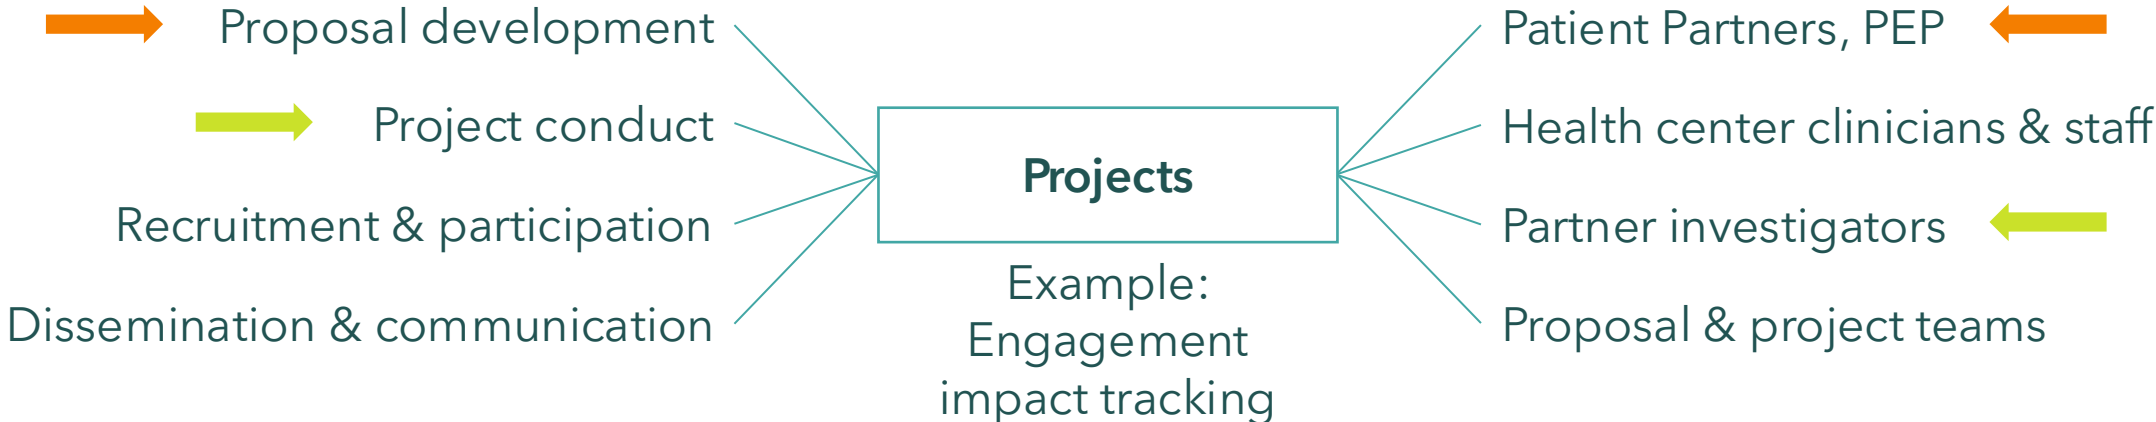 Proposal development
Project conduct
Recruitment & participation
Dissemination & communication
Projects
Example:
Engagement
impact tracking
Patient Partners, PEP
Health center clinicians & staff
Partner investigators
Proposal & project teams